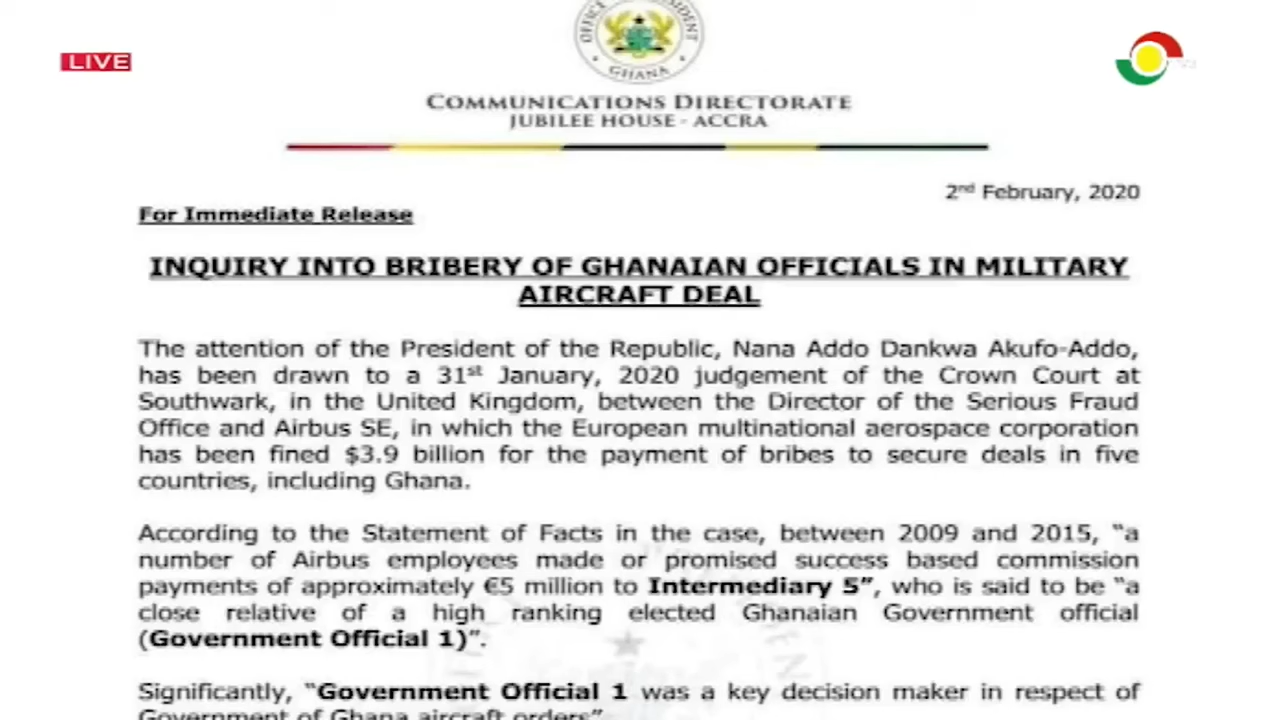 LIVE
OFFICE
GHANA
COMMUNICATIONS DIRECTORATE
JUBILEE HOUSE - ACCRA
2nd February, 2020
For Immediate Release
INQUIRY INTO BRIBERY OF GHANAIAN OFFICIALS IN MILITARY
AIRCRAFT DEAL
The attention of the President of the Republic, Nana Addo Dankwa Akufo-Addo,
has been drawn to a 31st January, 2020 judgement of the Crown Court at
Southwark, in the United Kingdom, between the Director of the Serious Fraud
Office and Airbus SE, in which the European multinational aerospace corporation
has been fined $3.9 billion for the payment of bribes to secure deals in five
countries, including Ghana.
According to the Statement of Facts in the case, between 2009 and 2015, “a
number of Airbus employees made or promised success based commission
payments of approximately €5 million to Intermediary 5”, who is said to be “a
close relative of a high ranking elected Ghanaian Government official
(Government Official 1)”.
Significantly, “Government Official 1 was a key decision maker in respect of
Government of Ghana aircraft orders”